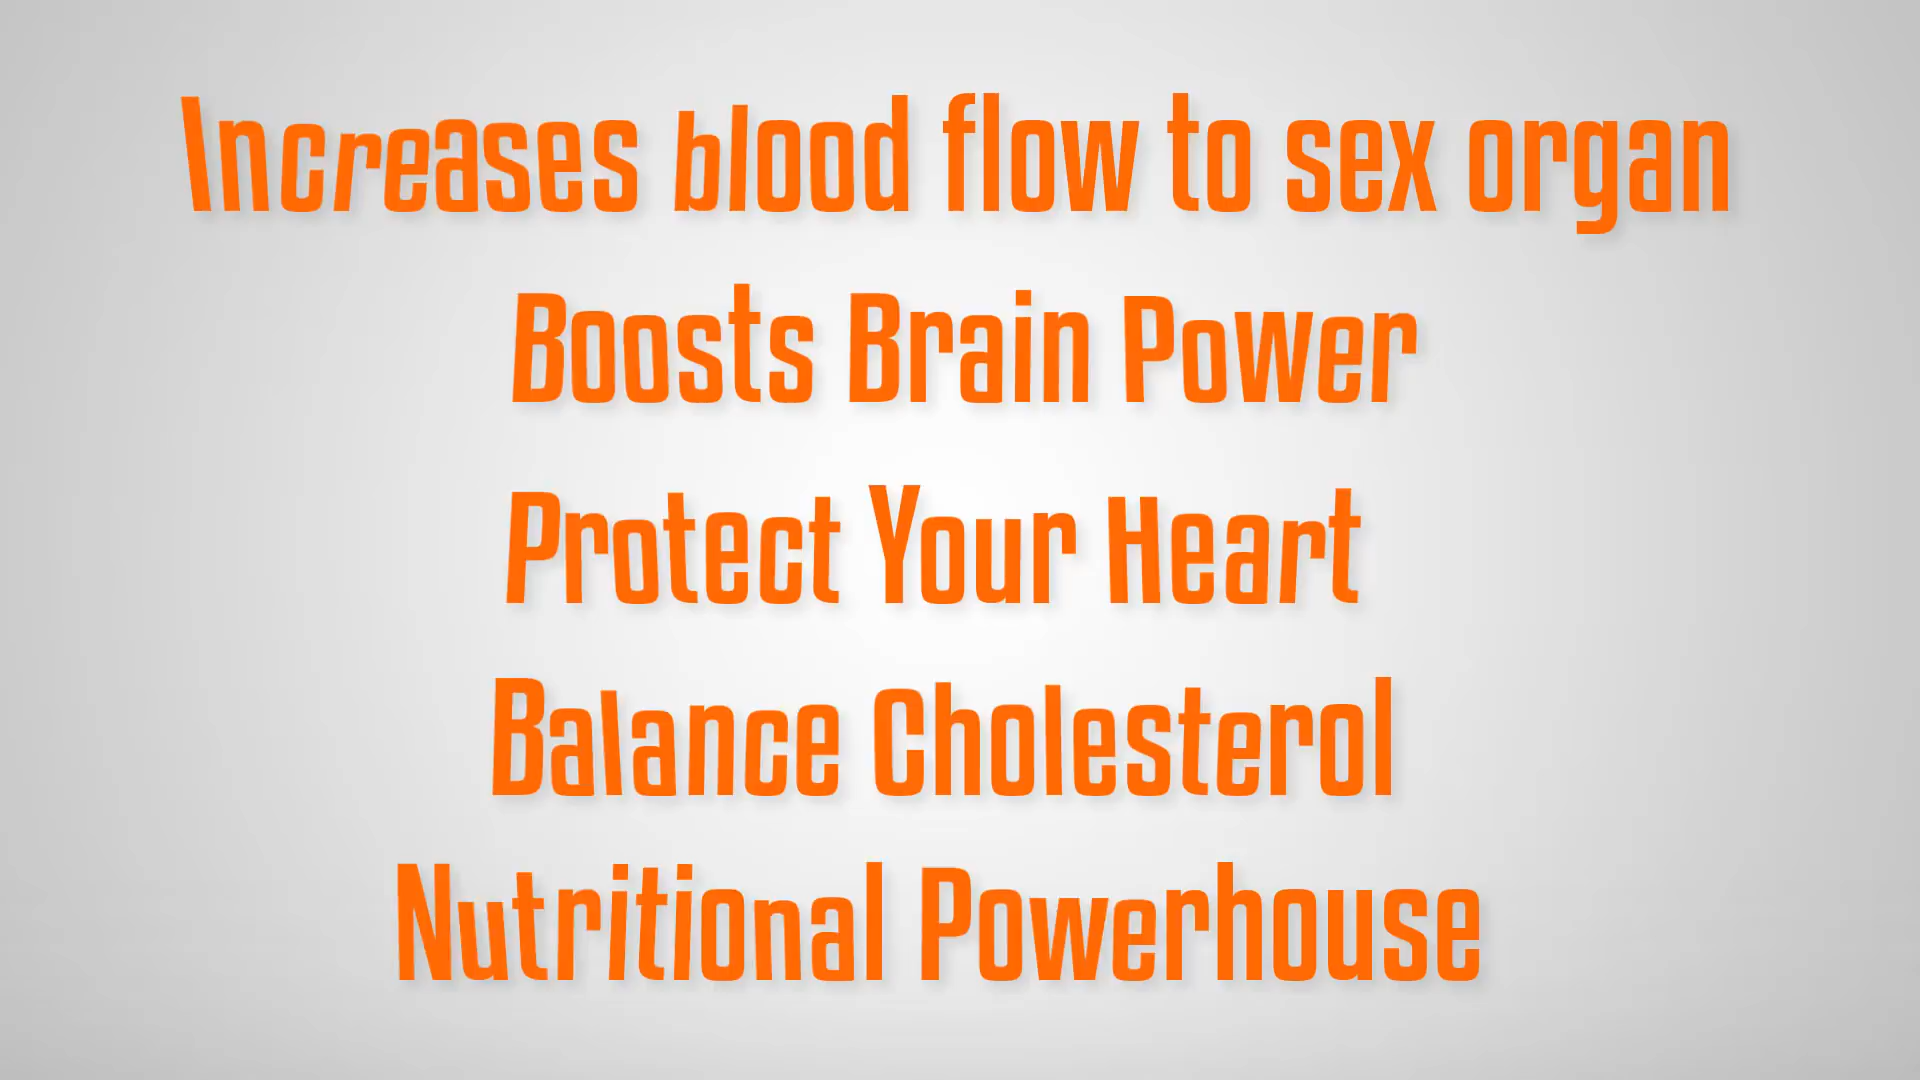 Increases blood flow to sex organ
Boosts Brain Power
Protect Your Heart
Balance Cholesterol
Nutritional Powerhouse